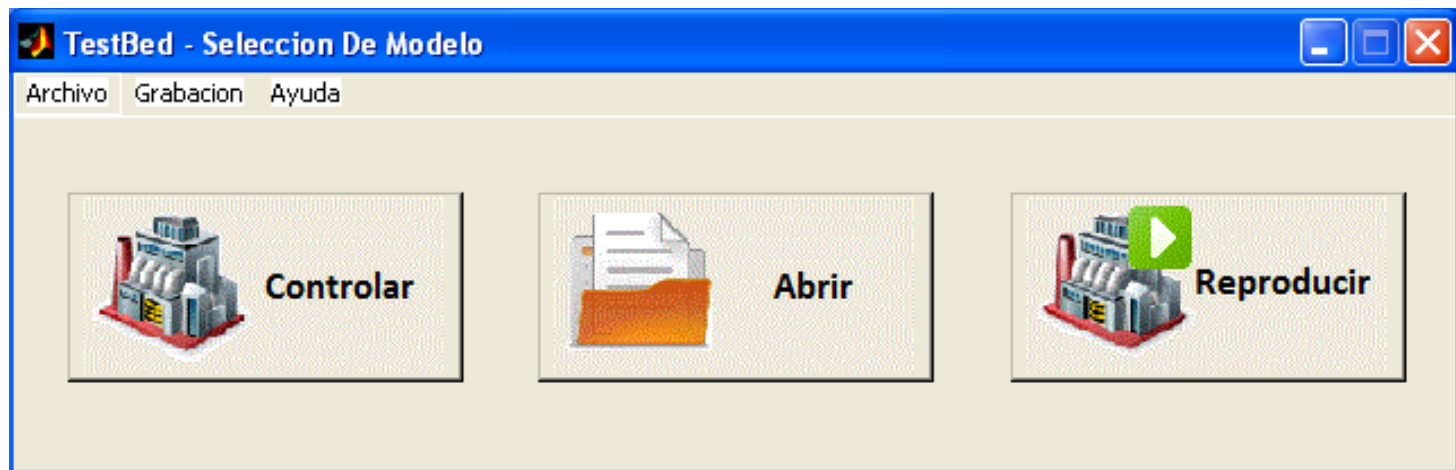 TestBed - Seleccion De Modelo
Archivo Grabacion Ayuda
Controlar Abrir Reproducir